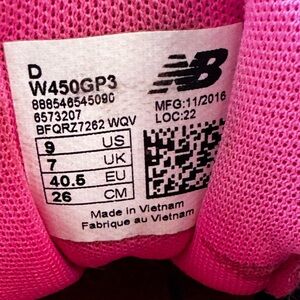 D
W450GP3
888546545090
6573207
BFQRZ7262 WQV
NB
MFG:11/2016
LOC:22
9 US
7 UK
40.5 EU
26 CM
Made in Vietnam
Fabriqué au Vietnam